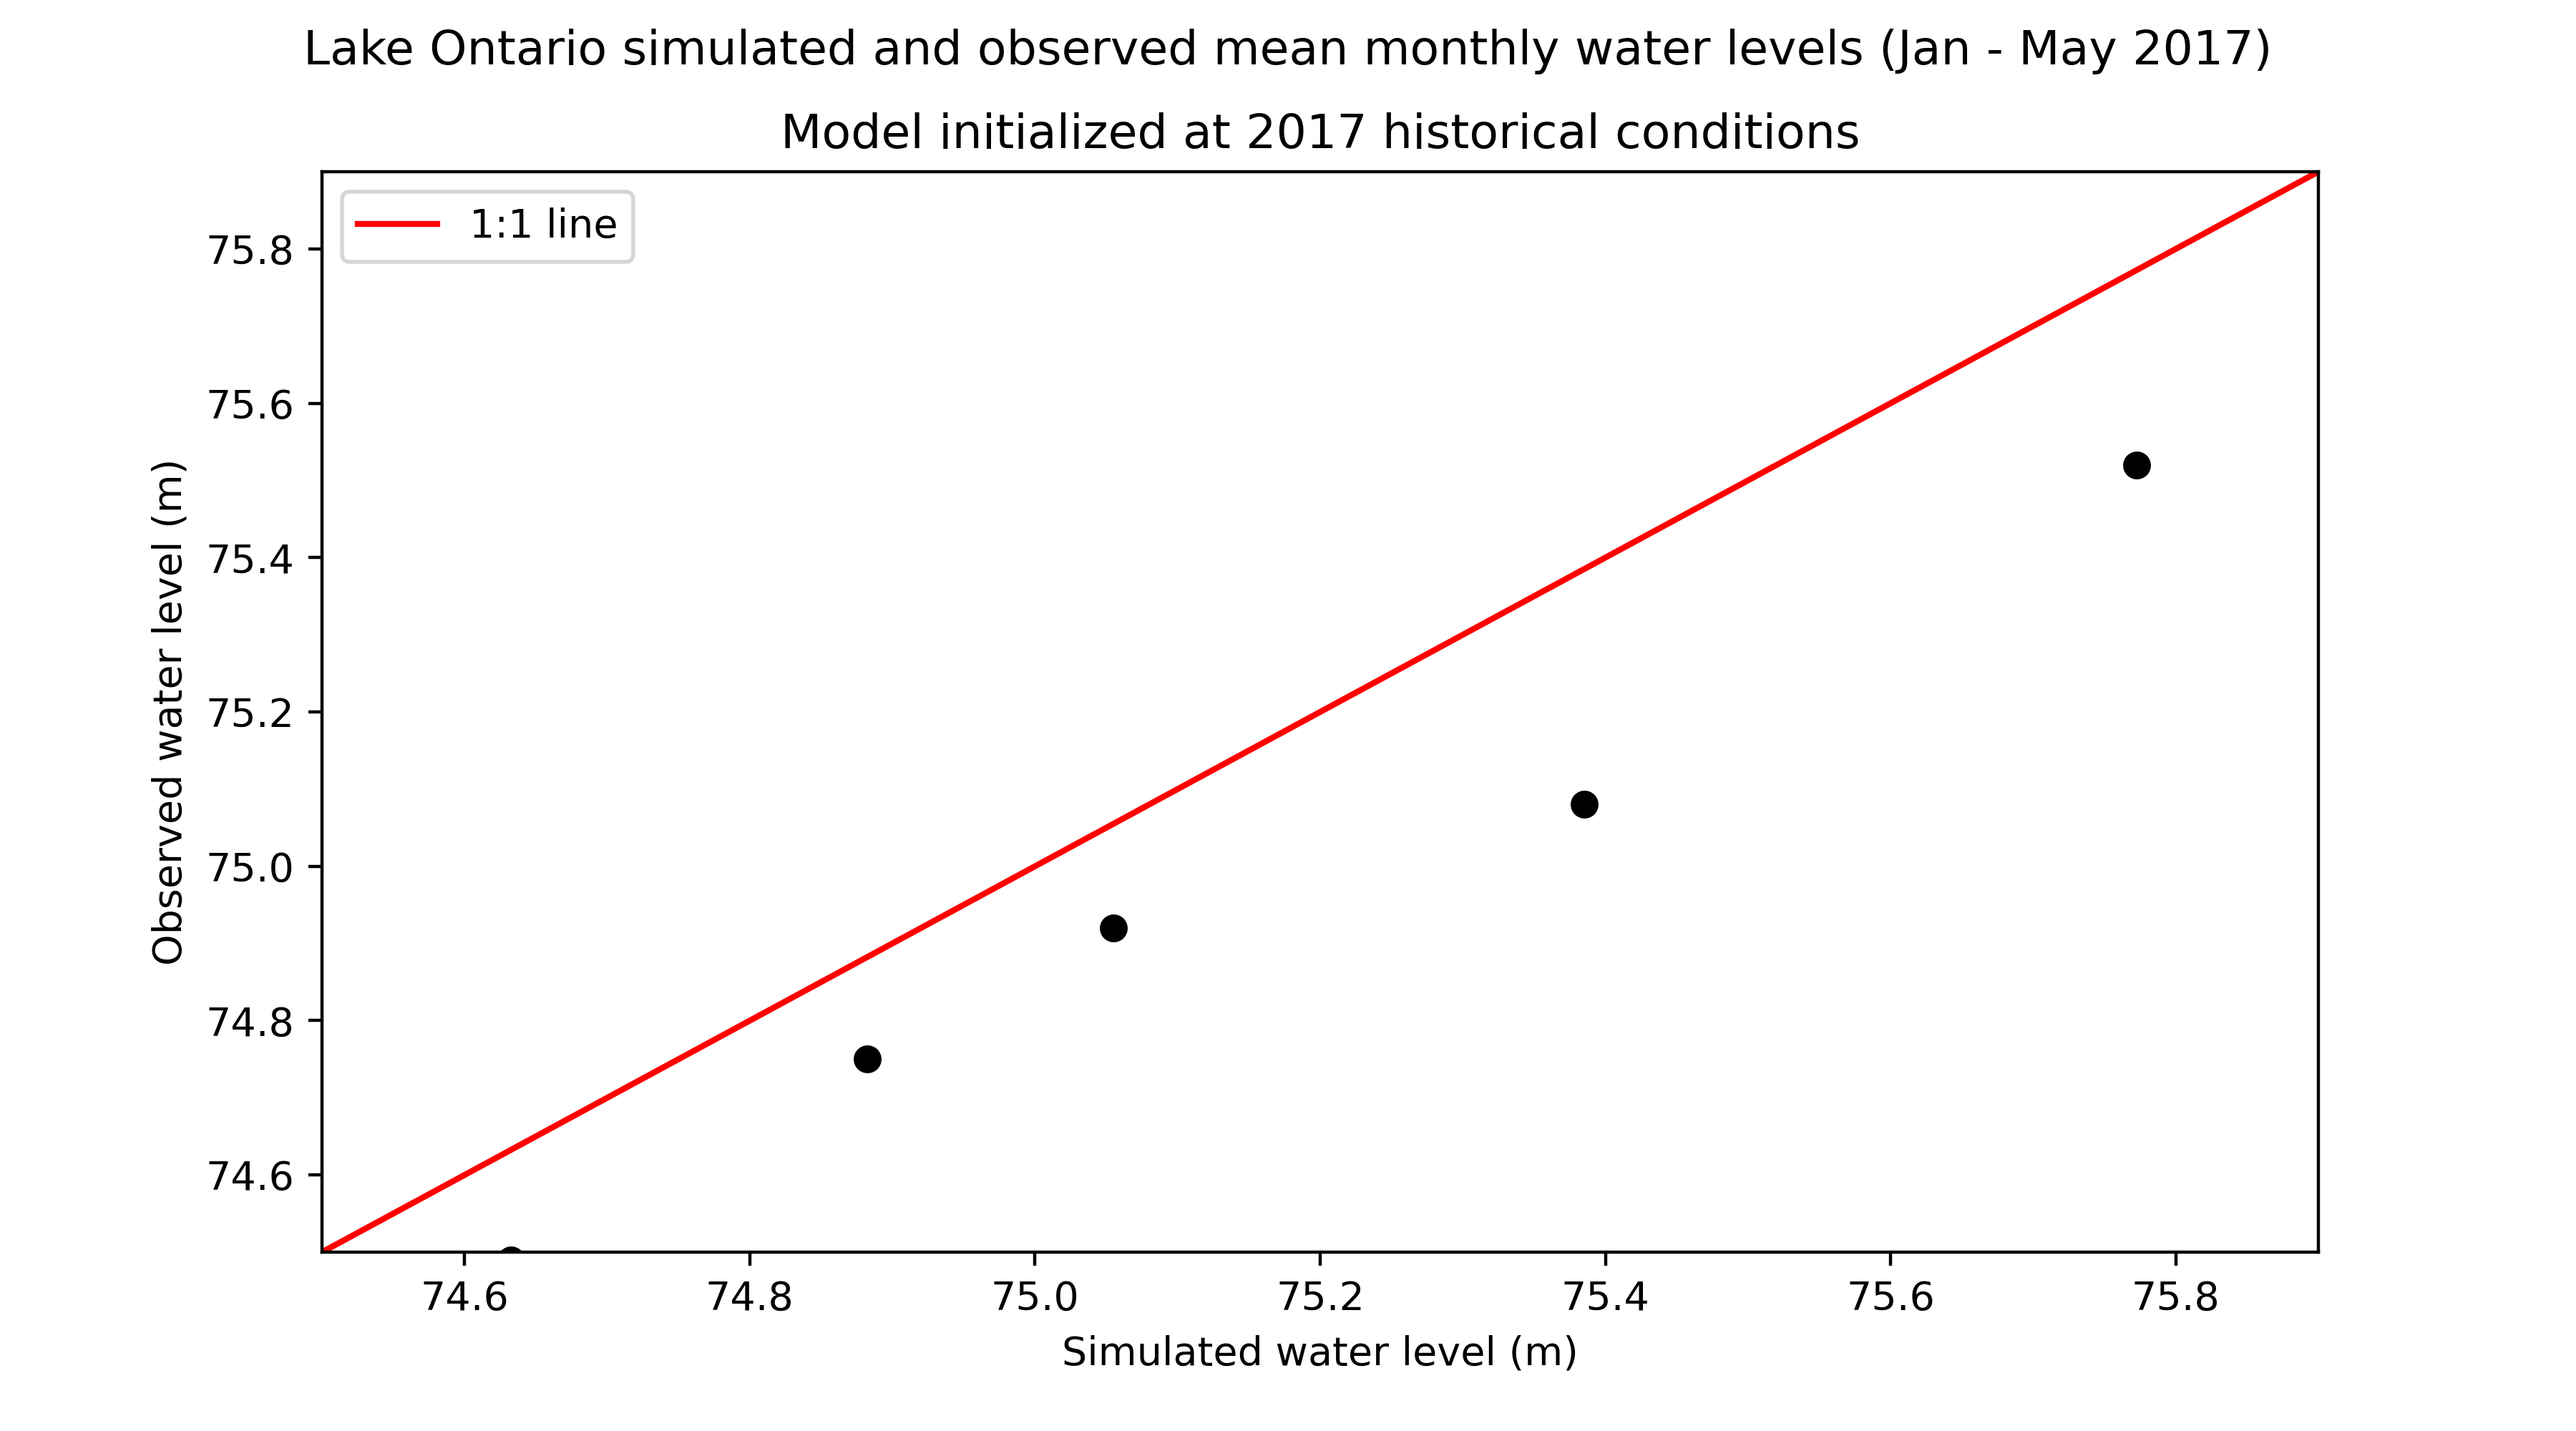 Lake Ontario simulated and observed mean monthly water levels (Jan - May 2017)
Model initialized at 2017 historical conditions
1:1 line
75.8
75.6
75.4
75.2
75.0
74.8
74.6
Observed water level (m)
74.6 74.8 75.0 75.2 75.4 75.6 75.8
Simulated water level (m)